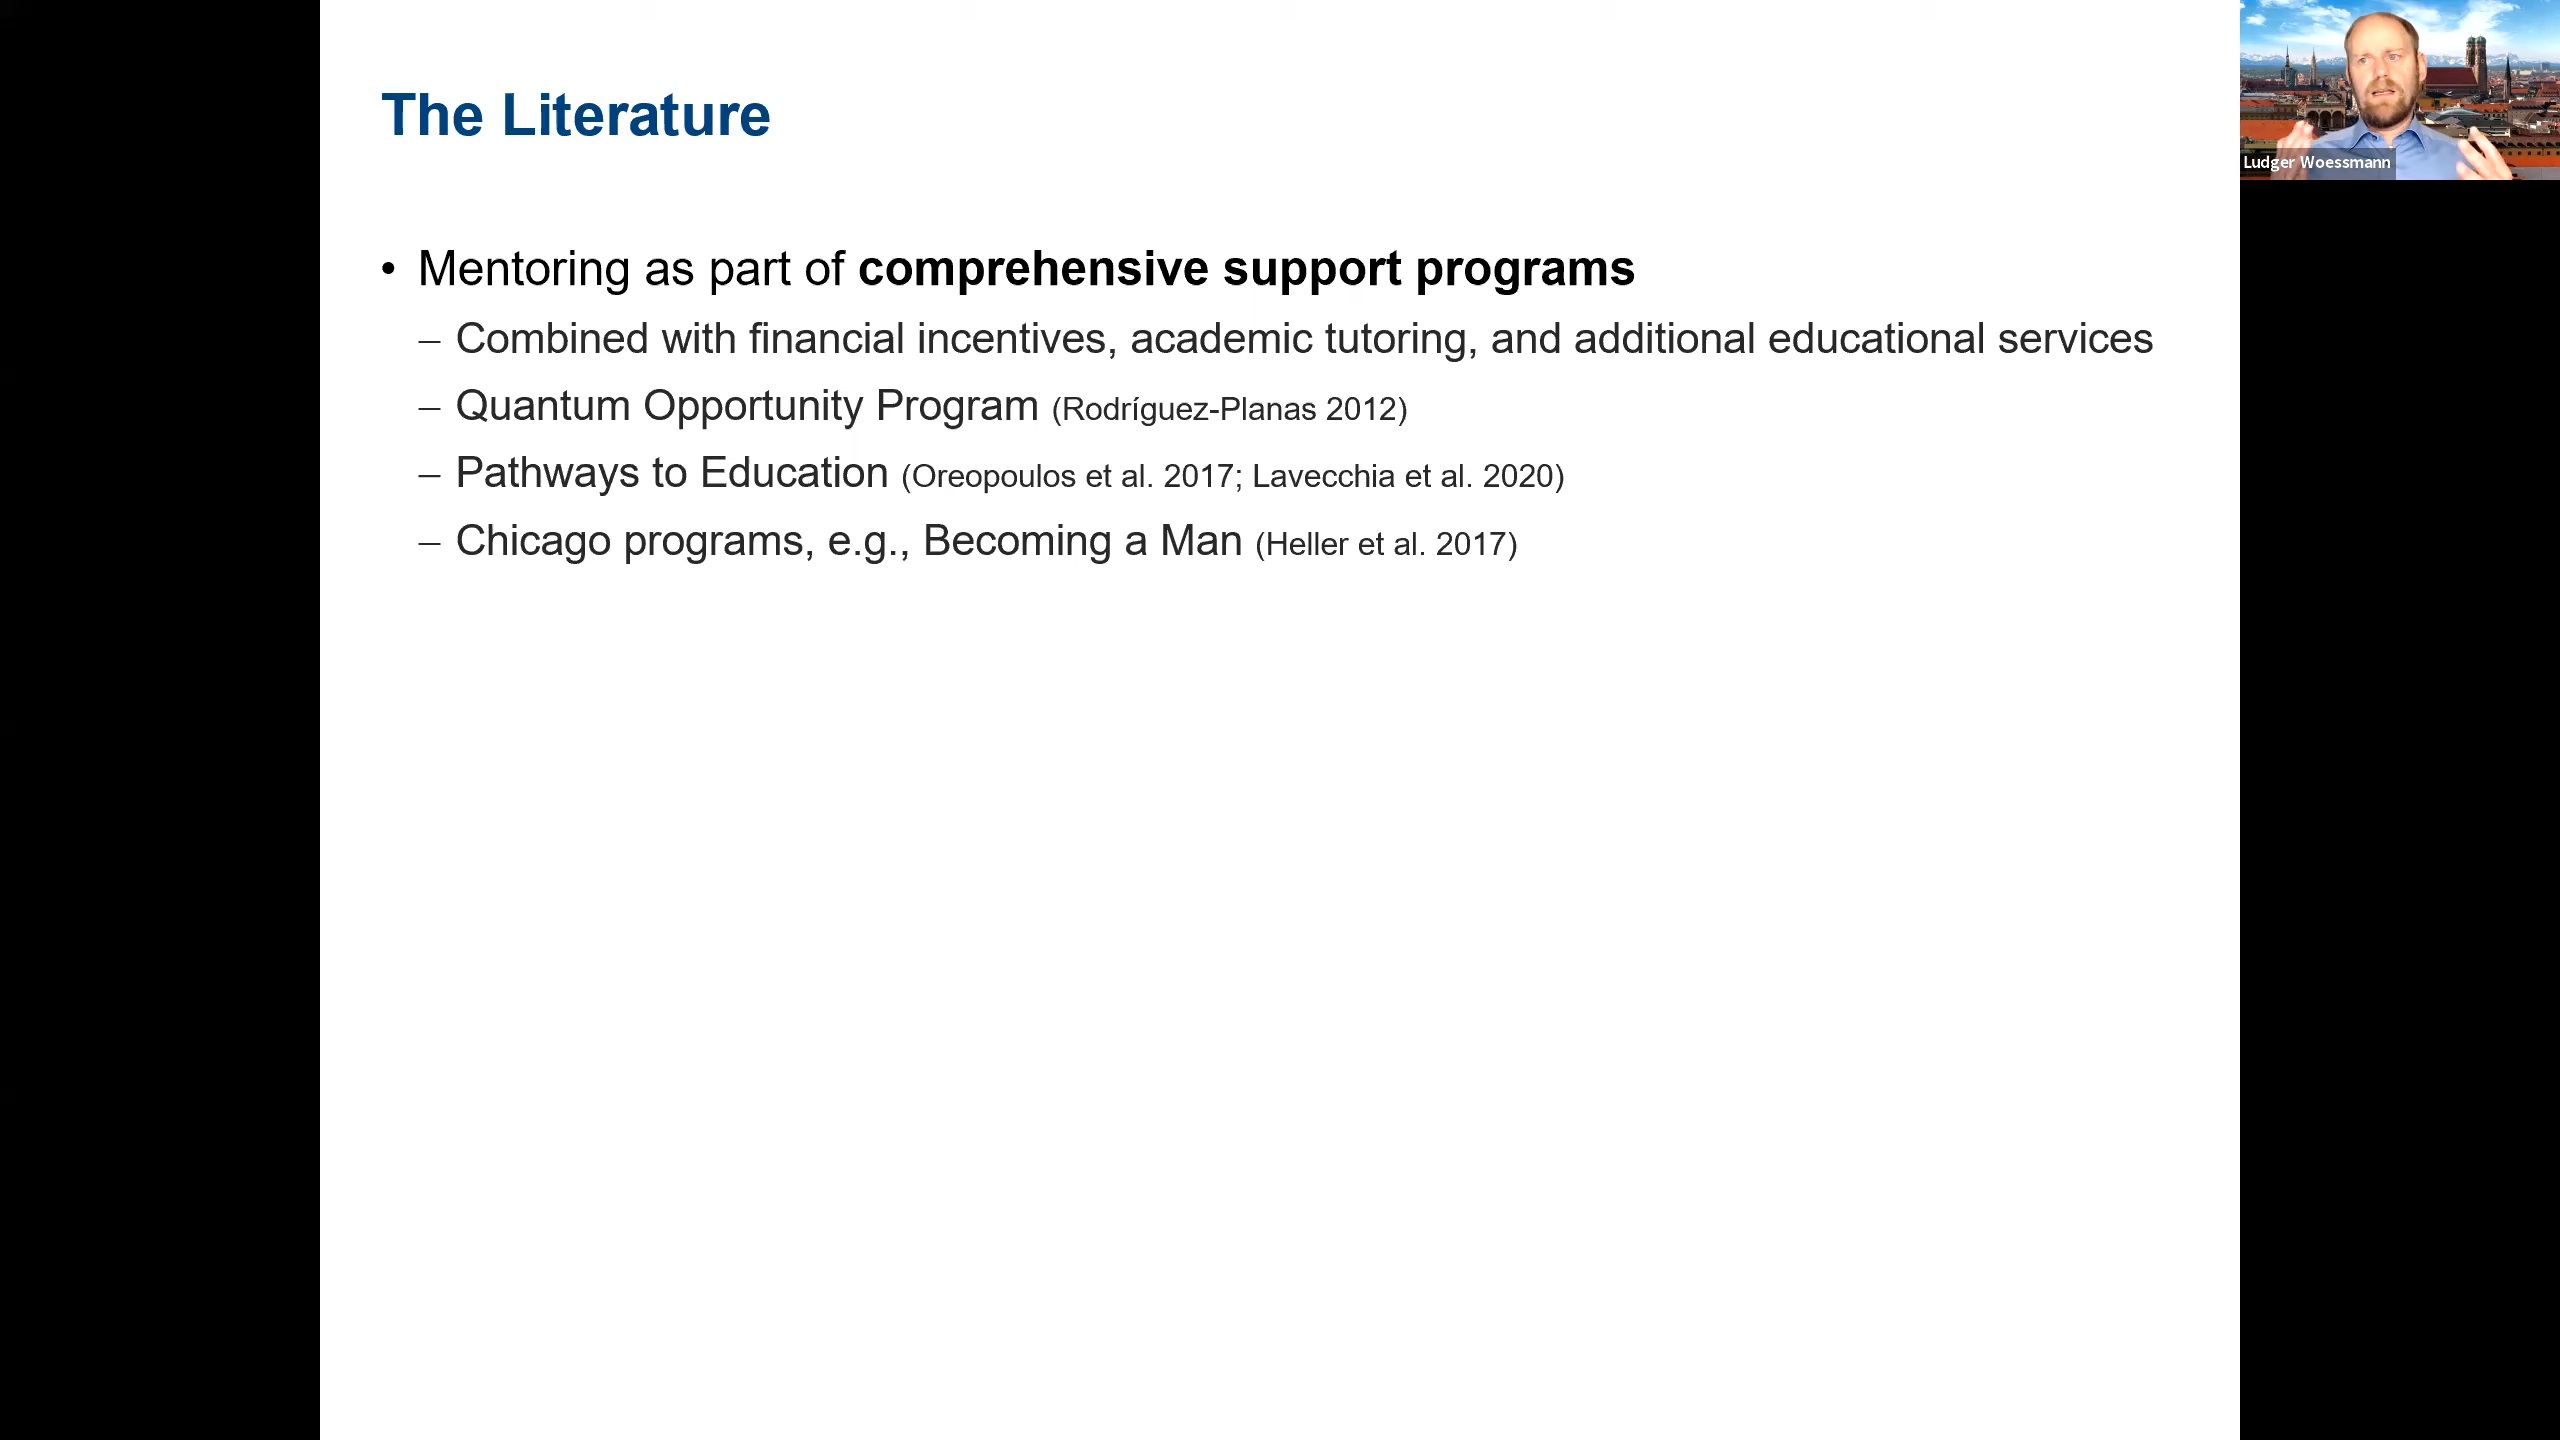 The Literature
Ludger Woessmann
• Mentoring as part of comprehensive support programs
– Combined with financial incentives, academic tutoring, and additional educational services
– Quantum Opportunity Program (Rodríguez-Planas 2012)
– Pathways to Education (Oreopoulos et al. 2017; Lavecchia et al. 2020)
– Chicago programs, e.g., Becoming a Man (Heller et al. 2017)